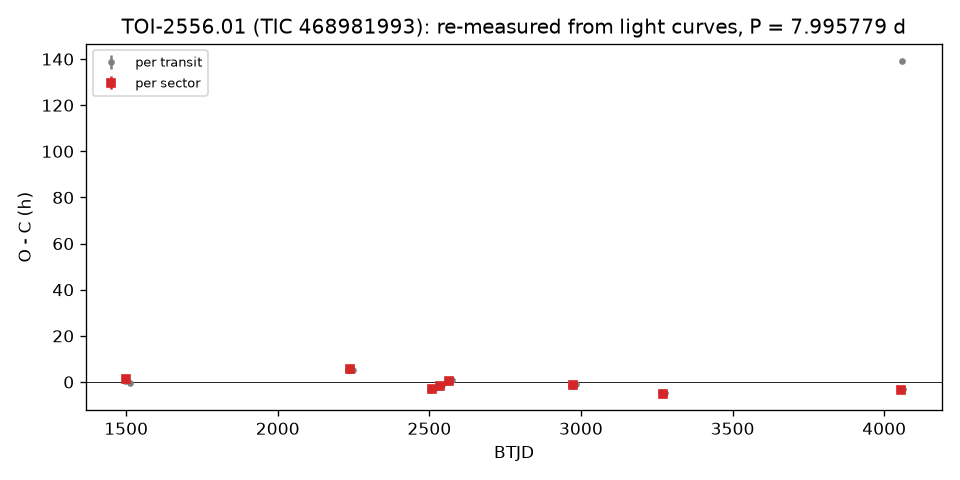 TOI-2556.01 (TIC 468981993): re-measured from light curves, P = 7.995779 d
per transit
per sector
140
120
100
80
60
40
20
0
O - C (h)
1500 2000 2500 3000 3500 4000
BTJD